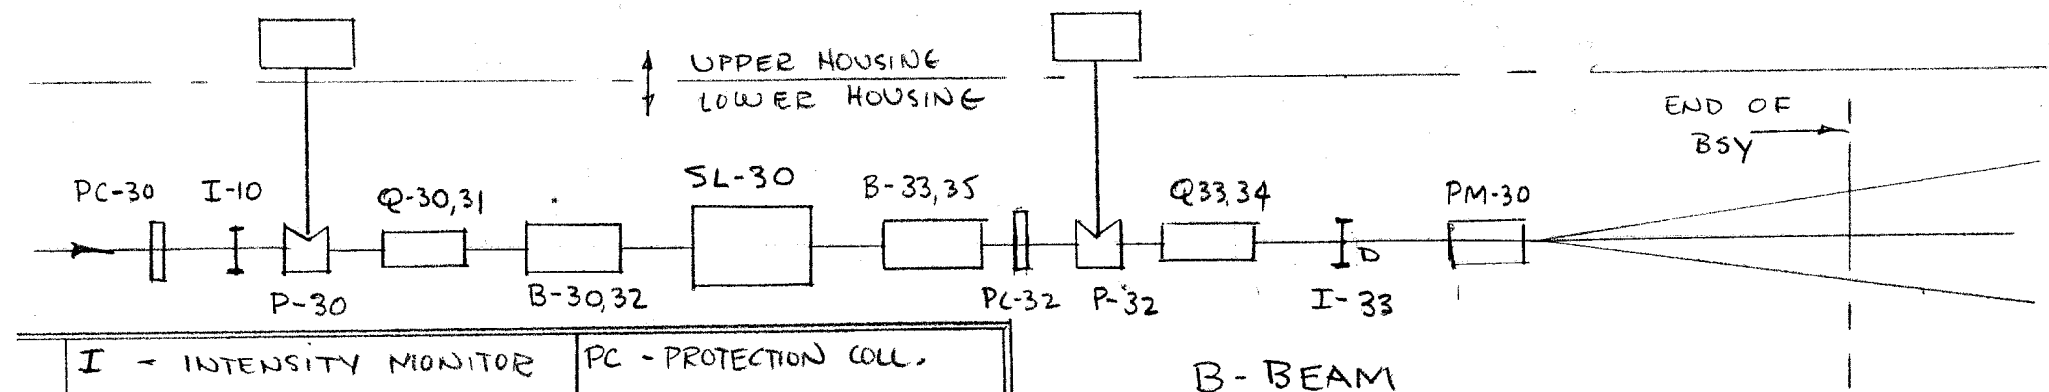 UPPER HOUSING
LOWER HOUSING
END OF
BSY
PC-30
I-10
P-30
Q-30,31
B-30,32
SL-30
B-33,35
PC-32
P-32
Q33,34
D
I-33
PM-30
I - INTENSITY MONITOR
PC - PROTECTION COLL.
B-BEAM